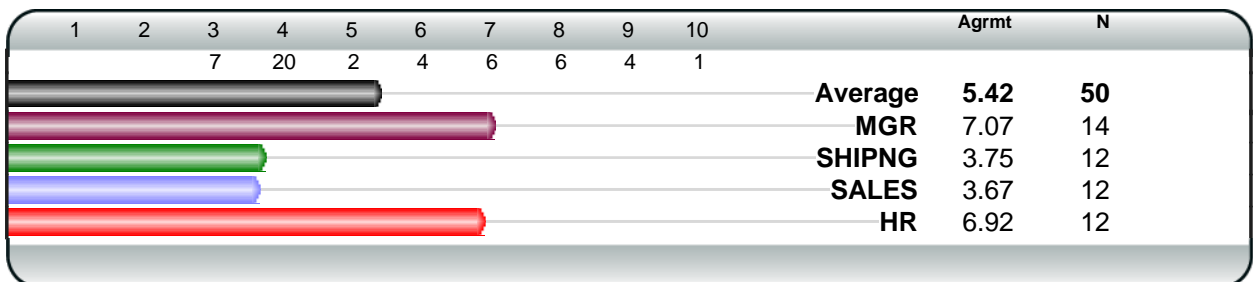 1 2 3 4 5 6 7 8 9 10 Agrmt N
7 20 2 4 6 6 4 1
Average 5.42 50
MGR 7.07 14
SHIPNG 3.75 12
SALES 3.67 12
HR 6.92 12